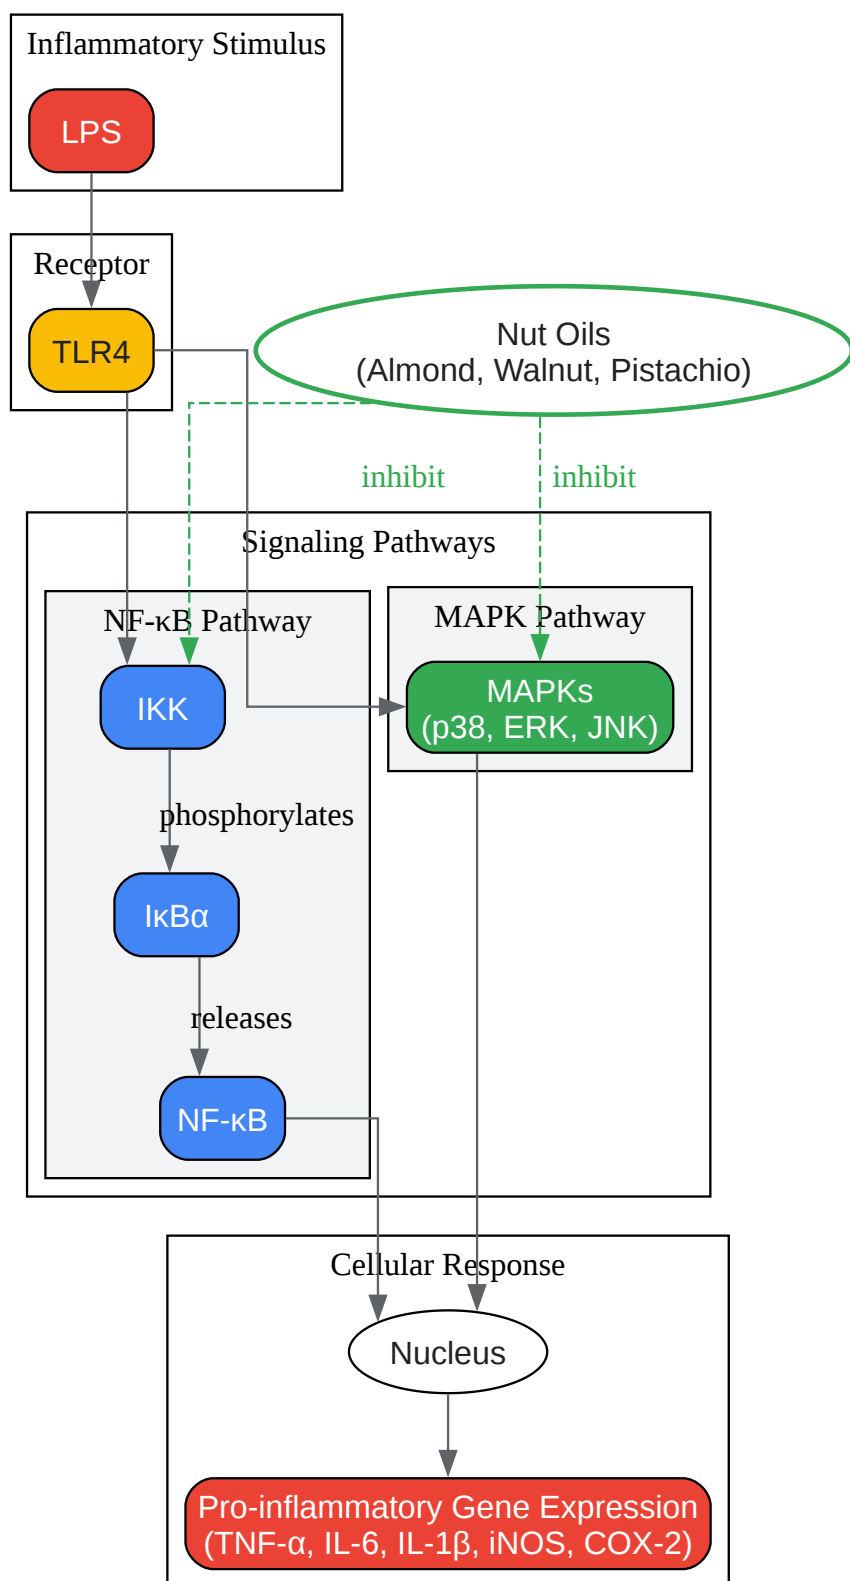 Inflammatory Stimulus
LPS
Receptor
TLR4
Nut Oils
(Almond, Walnut, Pistachio)
inhibit
inhibit
Signaling Pathways
NF-κB Pathway
MAPK Pathway
IKK
MAPKs
(p38, ERK, JNK)
phosphorylates
IκBα
releases
NF-κB
Cellular Response
Nucleus
Pro-inflammatory Gene Expression
(TNF-α, IL-6, IL-1β, iNOS, COX-2)